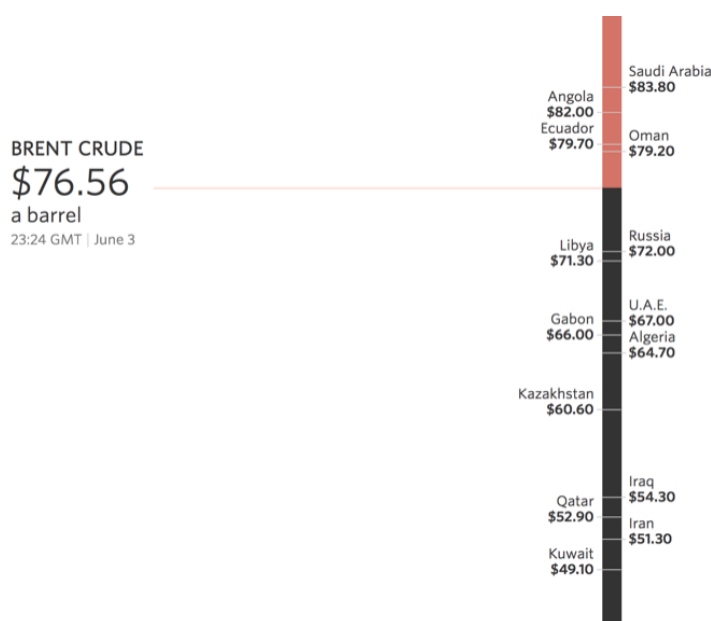 BRENT CRUDE
$76.56
a barrel
23:24 GMT | June 3
Saudi Arabia
$83.80
Angola
$82.00
Ecuador
$79.70
Oman
$79.20
Russia
$72.00
Libya
$71.30
U.A.E.
$67.00
Gabon
$66.00
Algeria
$64.70
Kazakhstan
$60.60
Iraq
$54.30
Qatar
$52.90
Iran
$51.30
Kuwait
$49.10